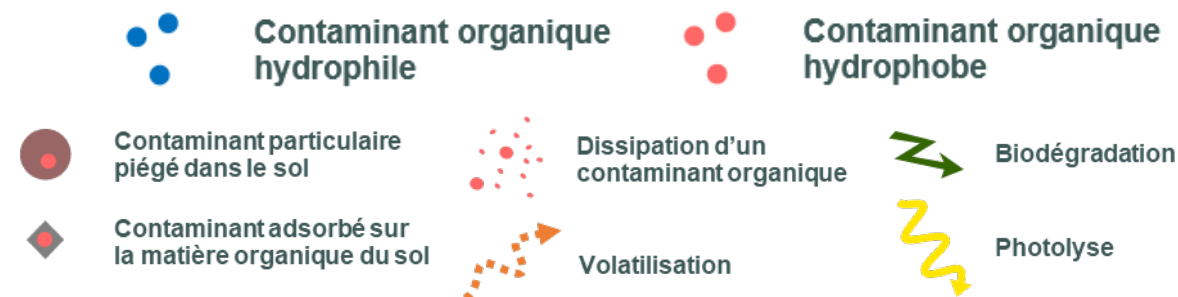 Contaminant organique
hydrophile
Contaminant organique
hydrophobe
Contaminant particulaire
piégé dans le sol
Dissipation d'un
contaminant organique
Biodégradation
Contaminant adsorbé sur
la matière organique du sol
Volatilisation
Photolyse